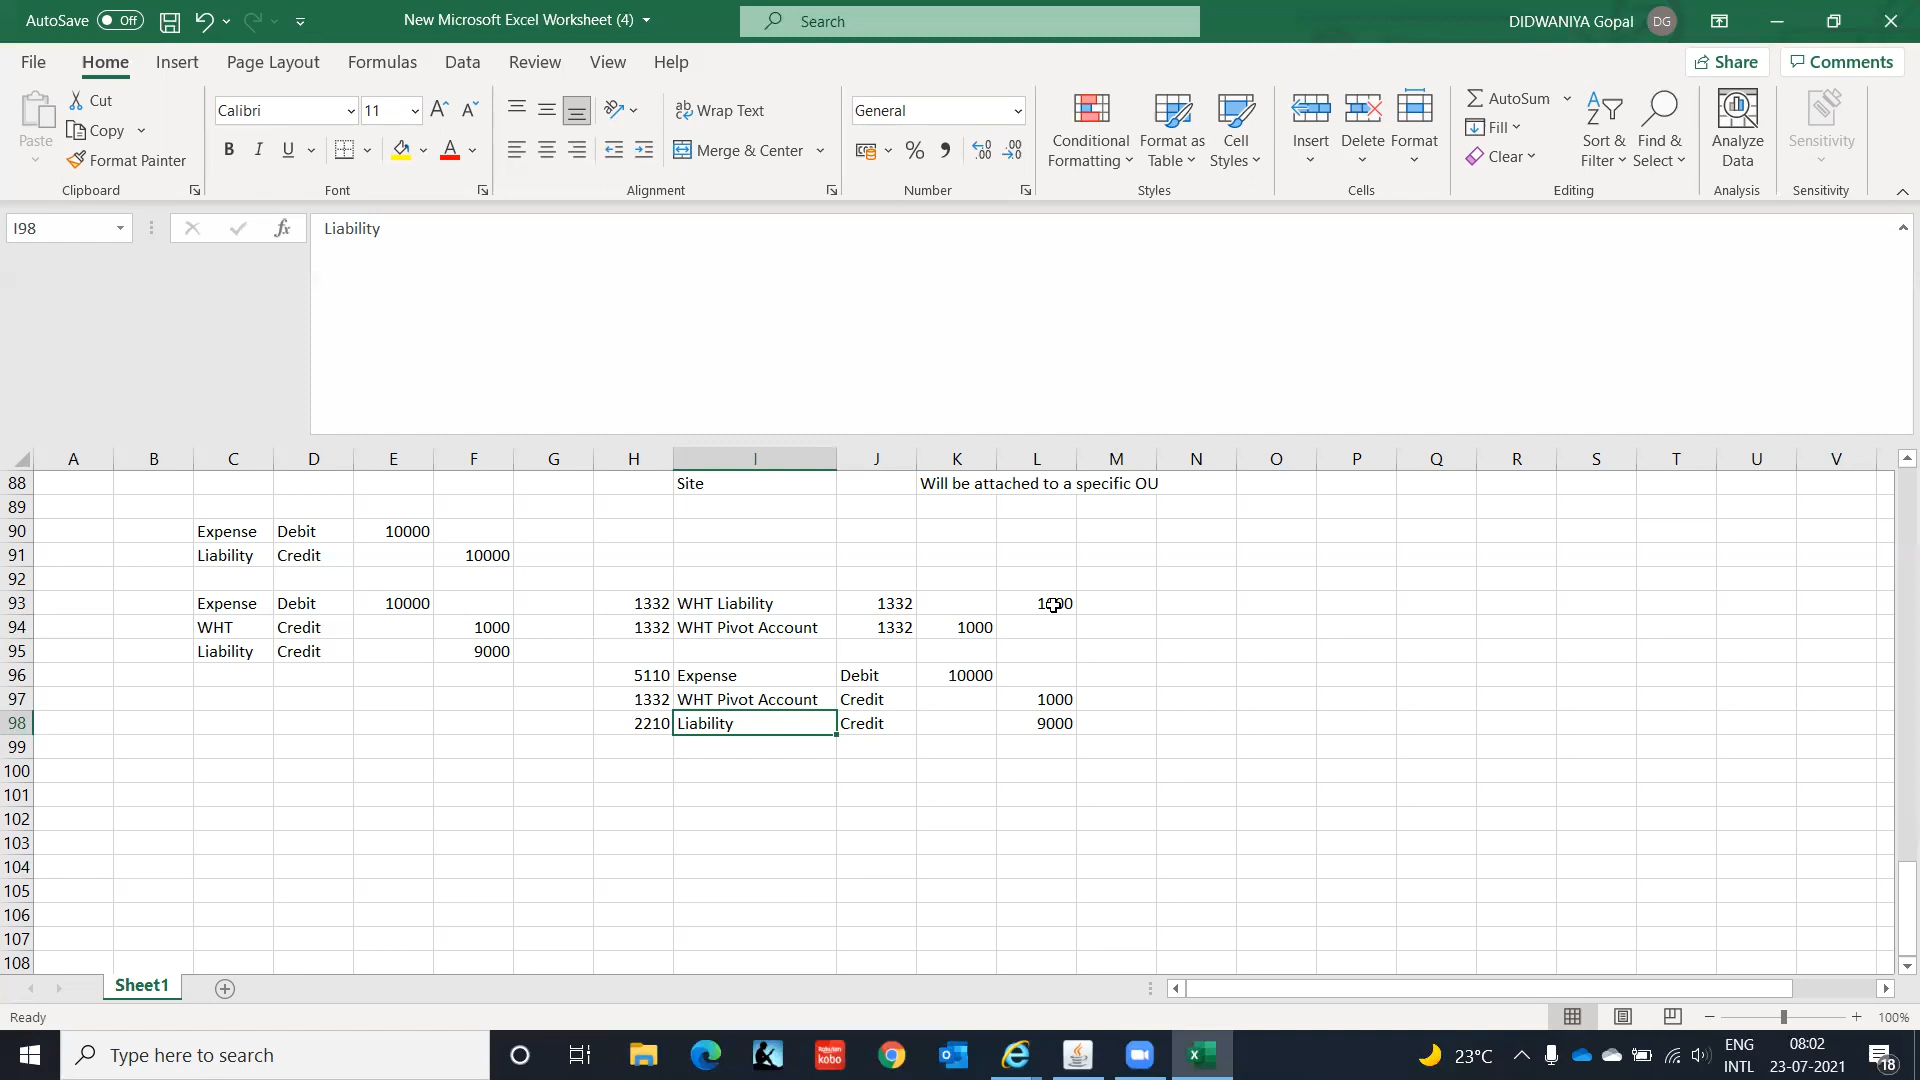 AutoSave Off New Microsoft Excel Worksheet (4) Search DIDWANIYA Gopal DG
File Home Insert Page Layout Formulas Data Review View Help Share Comments
Paste Cut Copy Format Painter Clipboard
Calibri 11 B I U A Font
Wrap Text Merge & Center Alignment
General % Number
Conditional Formatting Format as Table Cell Styles Styles
Insert Delete Format Cells
AutoSum Fill Clear Sort & Filter Find & Select Editing
Analyze Data Analysis
Sensitivity Sensitivity
I98 fx Liability
A B C D E F G H I J K L M N O P Q R S T U V
88 Site Will be attached to a specific OU
89
90 Expense Debit 10000
91 Liability Credit 10000
92
93 Expense Debit 10000 1332 WHT Liability 1332
94 WHT Credit 1000 1332 WHT Pivot Account 1332 1000
95 Liability Credit 9000
96 5110 Expense Debit 10000
97 1332 WHT Pivot Account Credit 1000
98 2210 Liability Credit 9000
99
100
101
102
103
104
105
106
107
108
Sheet1
Ready 100%
Type here to search Rakuten kobo 23°C ENG INTL 08:02 23-07-2021 18